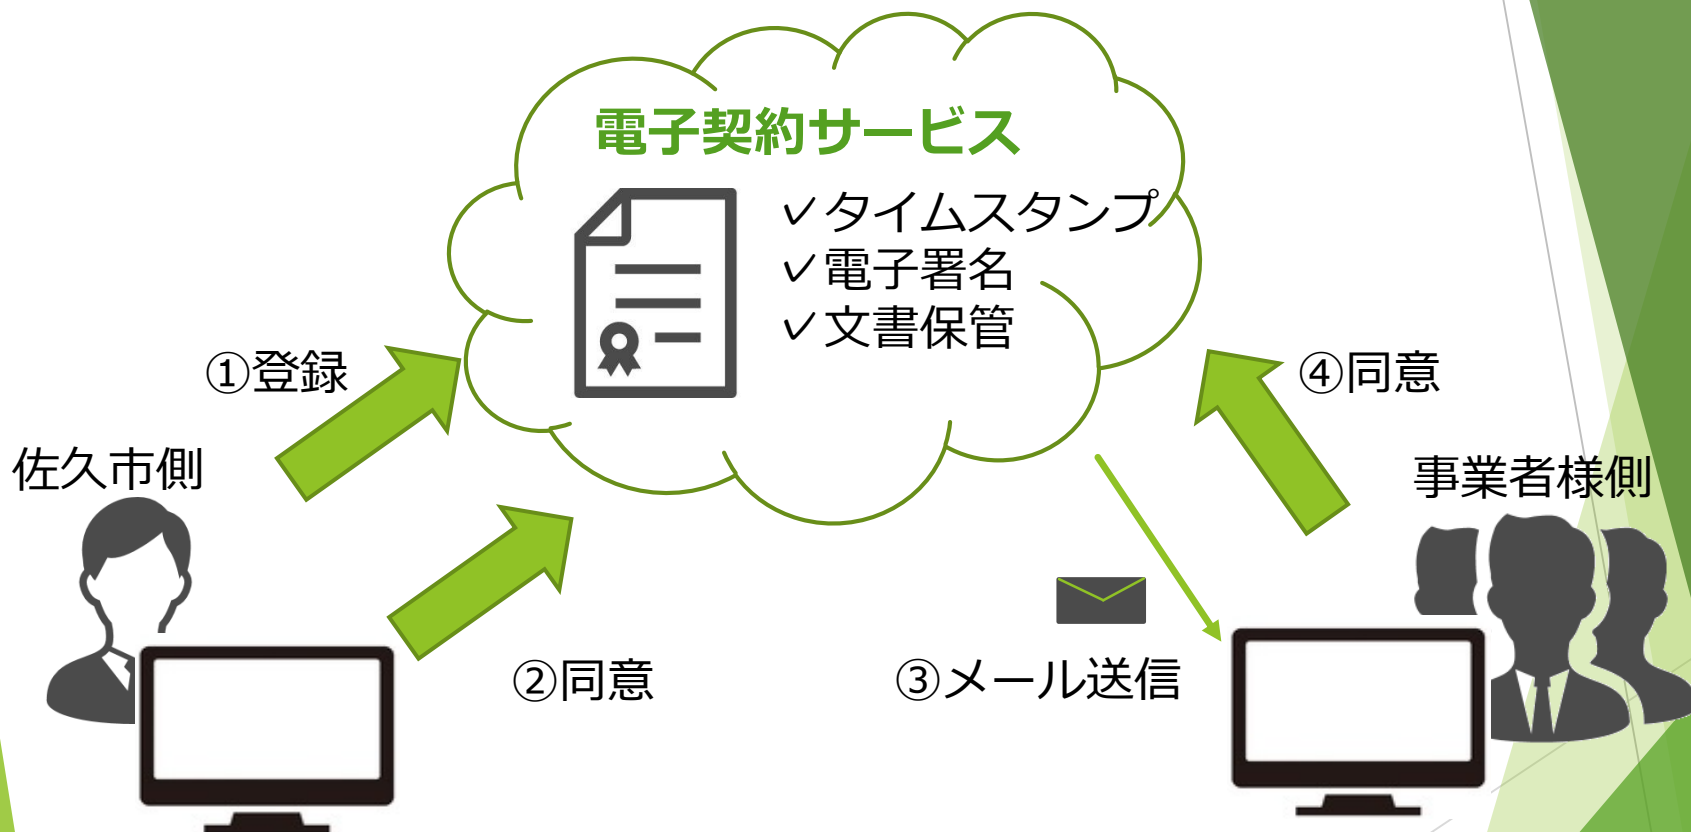 電子契約サービス
✓タイムスタンプ
✓電子署名
✓文書保管
①登録
④同意
佐久市側
事業者様側
②同意
③メール送信